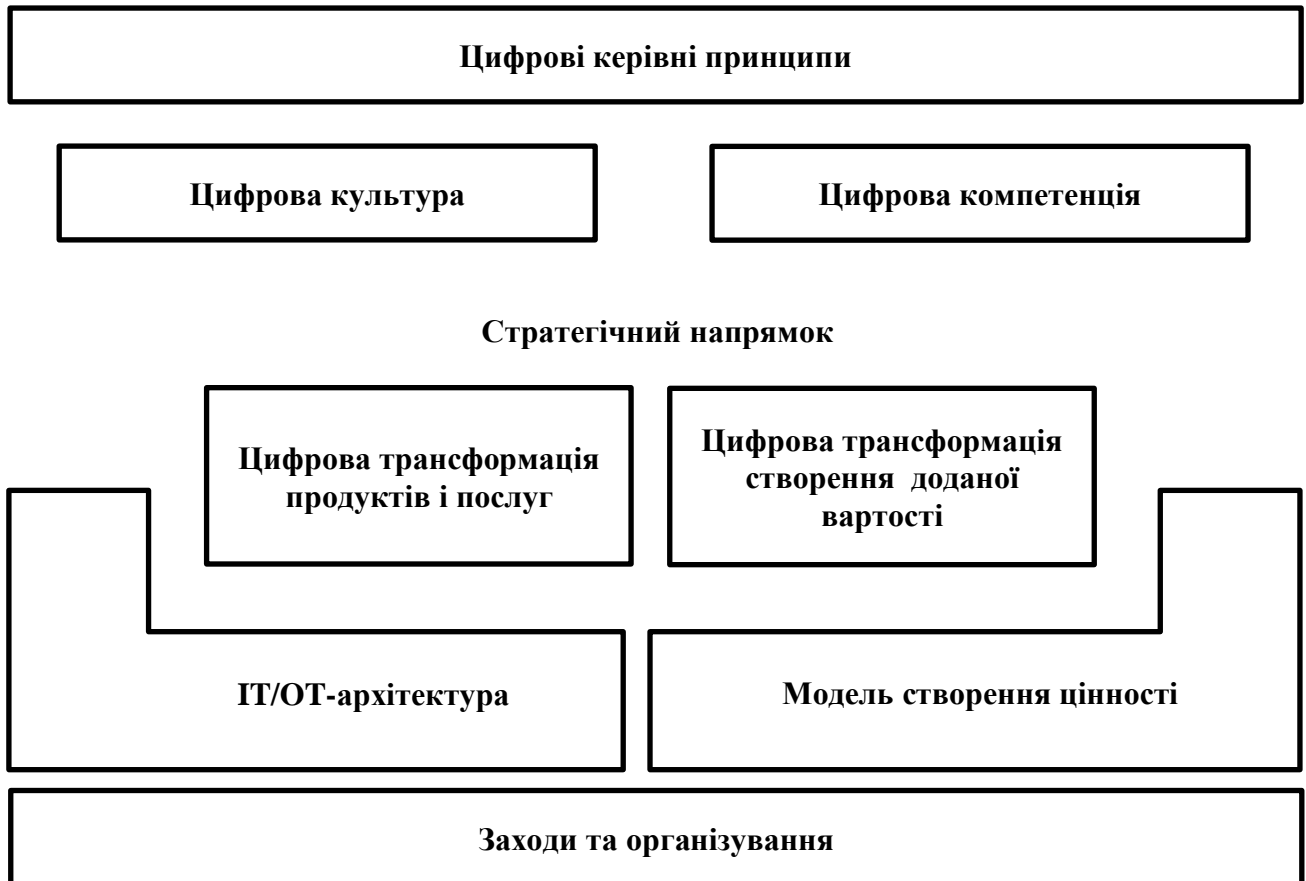 Цифрові керівні принципи
Цифрова культура
Цифрова компетенція
Стратегічний напрямок
Цифрова трансформація
продуктів і послуг
Цифрова трансформація
створення доданої
вартості
ІТ/ОТ-архітектура
Модель створення цінності
Заходи та організування